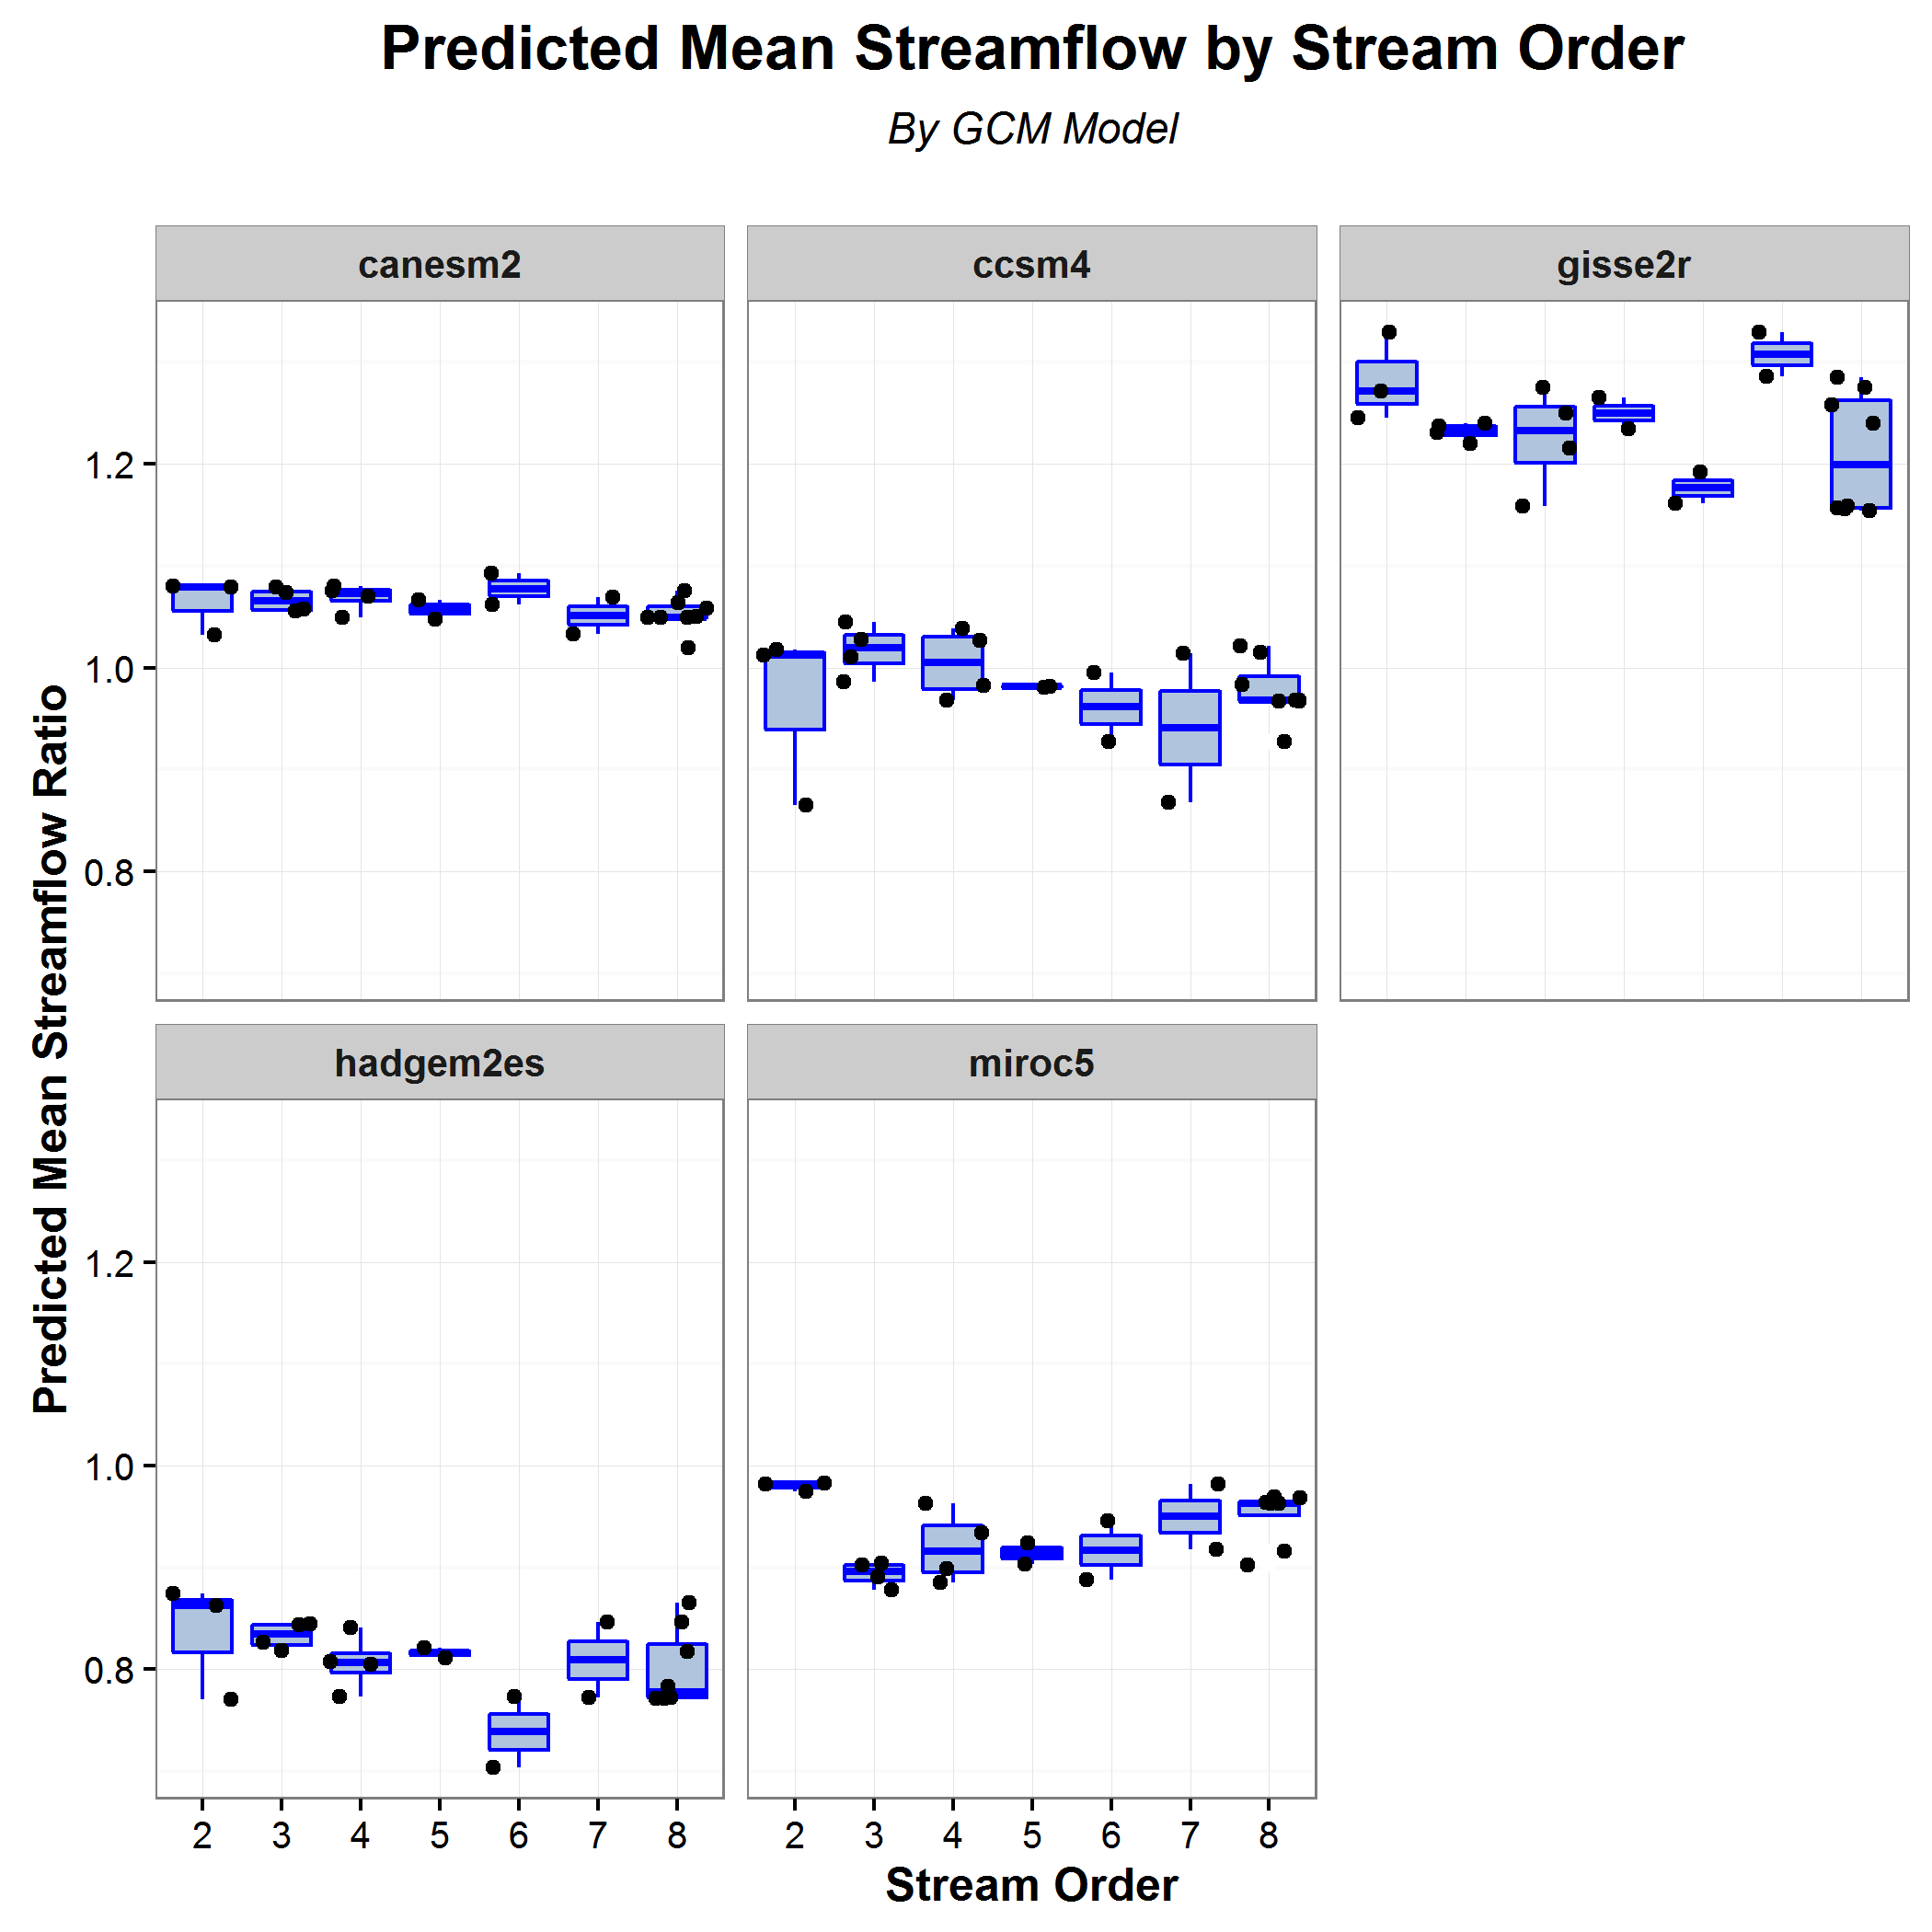 Predicted Mean Streamflow by Stream Order
By GCM Model
canesm2
ccsm4
gisse2r
1.2
1.0
0.8
Predicted Mean Streamflow Ratio
hadgem2es
miroc5
1.2
1.0
0.8
2 3 4 5 6 7 8
2 3 4 5 6 7 8
Stream Order